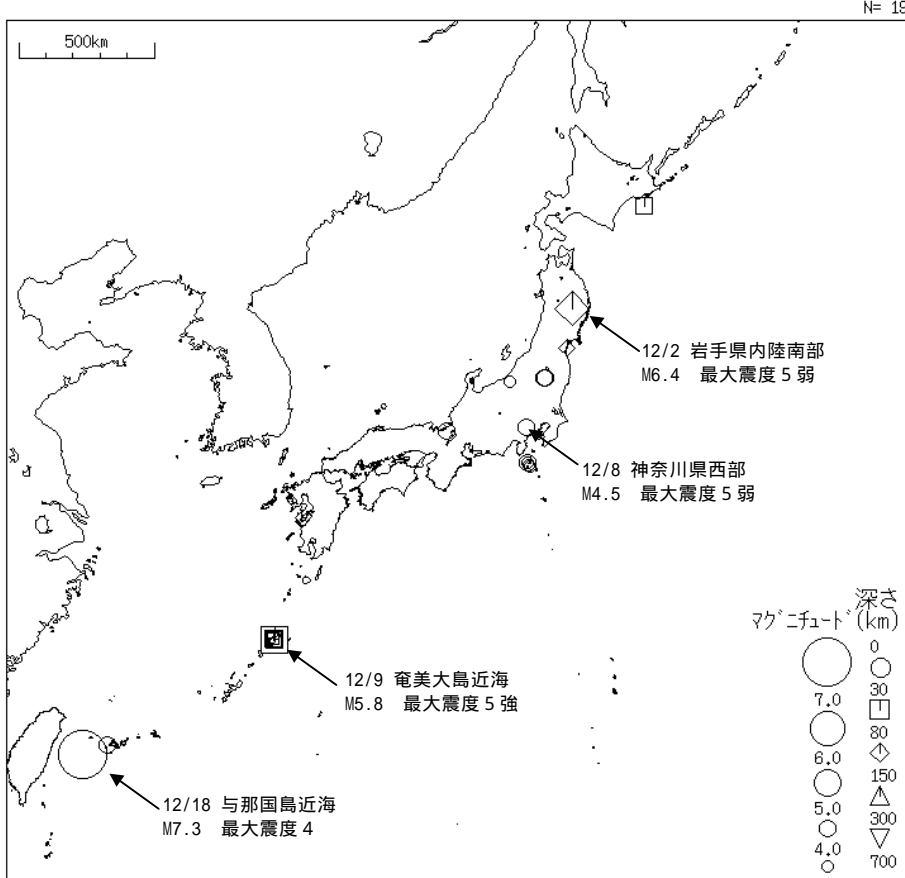 N= 19
500km
12/2 岩手県内陸南部
M6.4 最大震度５弱
12/8 神奈川県西部
M4.5 最大震度５弱
12/9 奄美大島近海
M5.8 最大震度５強
12/18 与那国島近海
M7.3 最大震度４
深さ
マグニチュード (km)
0
30
7.0
80
6.0
150
5.0
300
4.0
700